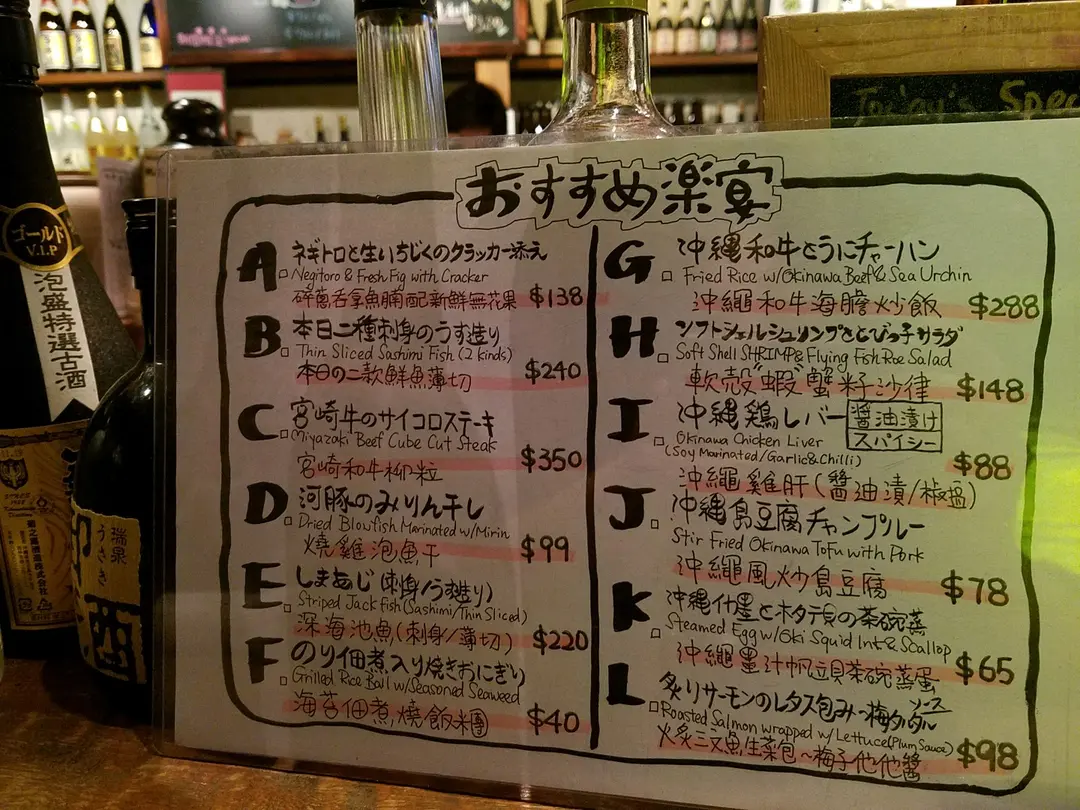 Today's Spe
おすすめ楽宴
A ネギトロと生いちじくのクラッカー添え
Negitoro & Fresh Fig with Cracker
碎蔥吞拿魚腩配新鮮無花果 $138
B 本日二種刺身のうす造り
Thin Sliced Sashimi Fish (2 kinds)
本日の二款鮮魚薄切 $240
C 宮崎牛のサイコロステーキ
Miyazaki Beef Cube Cut Steak
宮崎和牛柳粒 $350
D 河豚のみりん干し
Dried Blowfish Marinated w/Mirin
燒雞泡魚干 $99
E しまあじ(刺身/うす造り)
Striped Jackfish (Sashimi/Thin Sliced)
深海池魚(刺身/薄切) $220
F のり佃煮入り焼きおにぎり
Grilled Rice Ball w/Seasoned Seaweed
海苔佃煮燒飯米團 $40
G 沖縄和牛とうにチャーハン
Fried Rice w/Okinawa Beef & Sea Urchin
沖繩和牛海膽炒飯 $288
H ソフトシェルシュリンプととびっ子サラダ
Soft Shell SHRIMP & Flying Fish Roe Salad
軟殼"蝦"蟹籽沙律 $148
I 沖縄鶏レバー 醤油漬け
スパイシー
Okinawa Chicken Liver
(Soy Marinated/Garlic & Chilli) $88
沖繩雞肝(醬油漬/椒鹽)
J 沖縄島豆腐チャンプルー
Stir Fried Okinawa Tofu with Pork
沖繩風炒島豆腐 $78
K 沖縄イカ墨とホタテ貝の茶碗蒸
Steamed Egg w/Oki Squid Ink & Scallop
沖繩墨汁帆立貝茶碗蒸蛋 $65
L 炙りサーモンのレタス包み〜梅タルタルソース
Roasted Salmon wrapped w/Lettuce (Plum Sauce)
火炙三文魚生菜包~梅子他他醬 $98
ゴールド
V.I.P
泡盛特選古酒
瑞泉
うさき